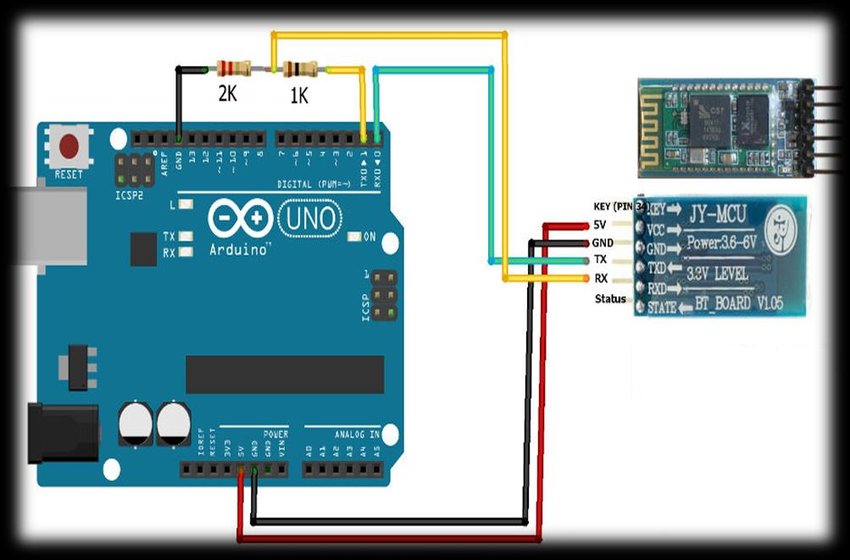 2K
1K
RESET
ICSP2
AREF
GND
13
12
~11
~10
~9
8
7
~6
~5
4
~3
2
TX0 1
RX0 0
DIGITAL (PWM=~)
L
TX
RX
UNO
Arduino™
ON
1
ICSP
KEY (PIN 34)
5V
GND
TX
RX
Status
KEY
VCC
GND
TXD
RXD
STATE
JY-MCU
Power:3.6-6V
3.3V LEVEL
BT_BOARD V1.05
POWER
ANALOG IN
IOREF
RESET
3V3
5V
GND
GND
VIN
A0
A1
A2
A3
A4
A5